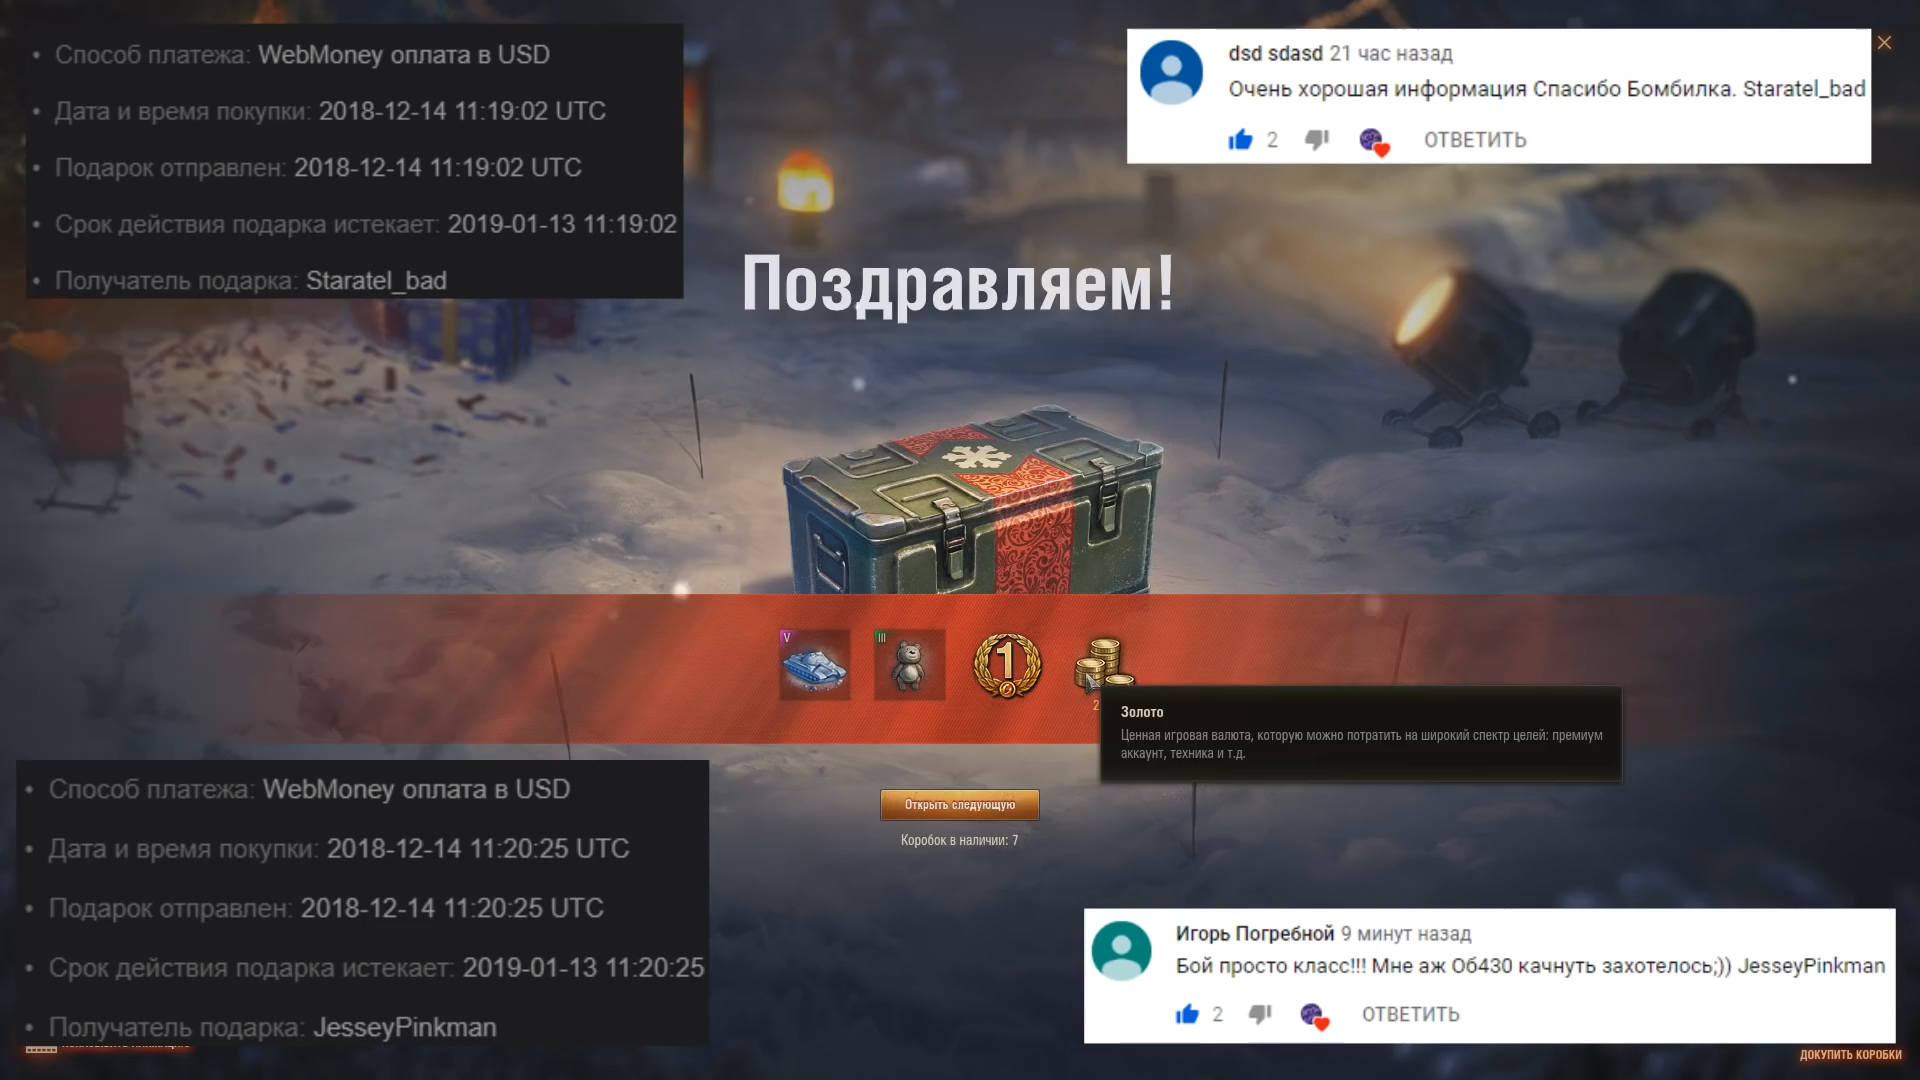 • Способ платежа: WebMoney оплата в USD
• Дата и время покупки: 2018-12-14 11:19:02 UTC
• Подарок отправлен: 2018-12-14 11:19:02 UTC
• Срок действия подарка истекает: 2019-01-13 11:19:02
• Получатель подарка: Staratel_bad
dsd sdasd 21 час назад
Очень хорошая информация Спасибо Бомбилка. Staratel_bad
2 ОТВЕТИТЬ
Поздравляем!
V III 1
2
Золото
Ценная игровая валюта, которую можно потратить на широкий спектр целей: премиум
аккаунт, техника и т.д.
Открыть следующую
Коробок в наличии: 7
• Способ платежа: WebMoney оплата в USD
• Дата и время покупки: 2018-12-14 11:20:25 UTC
• Подарок отправлен: 2018-12-14 11:20:25 UTC
• Срок действия подарка истекает: 2019-01-13 11:20:25
• Получатель подарка: JesseyPinkman
Игорь Погребной 9 минут назад
Бой просто класс!!! Мне аж Об430 качнуть захотелось;)) JesseyPinkman
2 ОТВЕТИТЬ
ДОКУПИТЬ КОРОБКИ